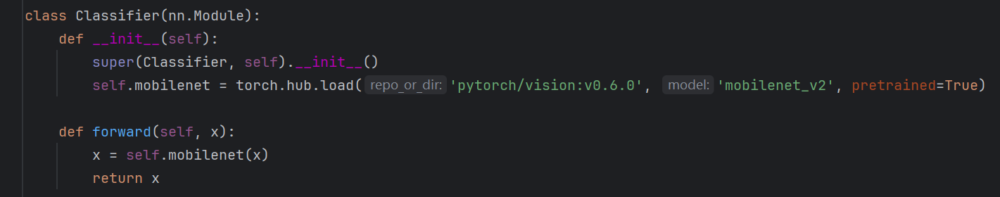 class Classifier(nn.Module):
    def __init__(self):
        super(Classifier, self).__init__()
        self.mobilenet = torch.hub.load(repo_or_dir: 'pytorch/vision:v0.6.0', model: 'mobilenet_v2', pretrained=True)
    def forward(self, x):
        x = self.mobilenet(x)
        return x